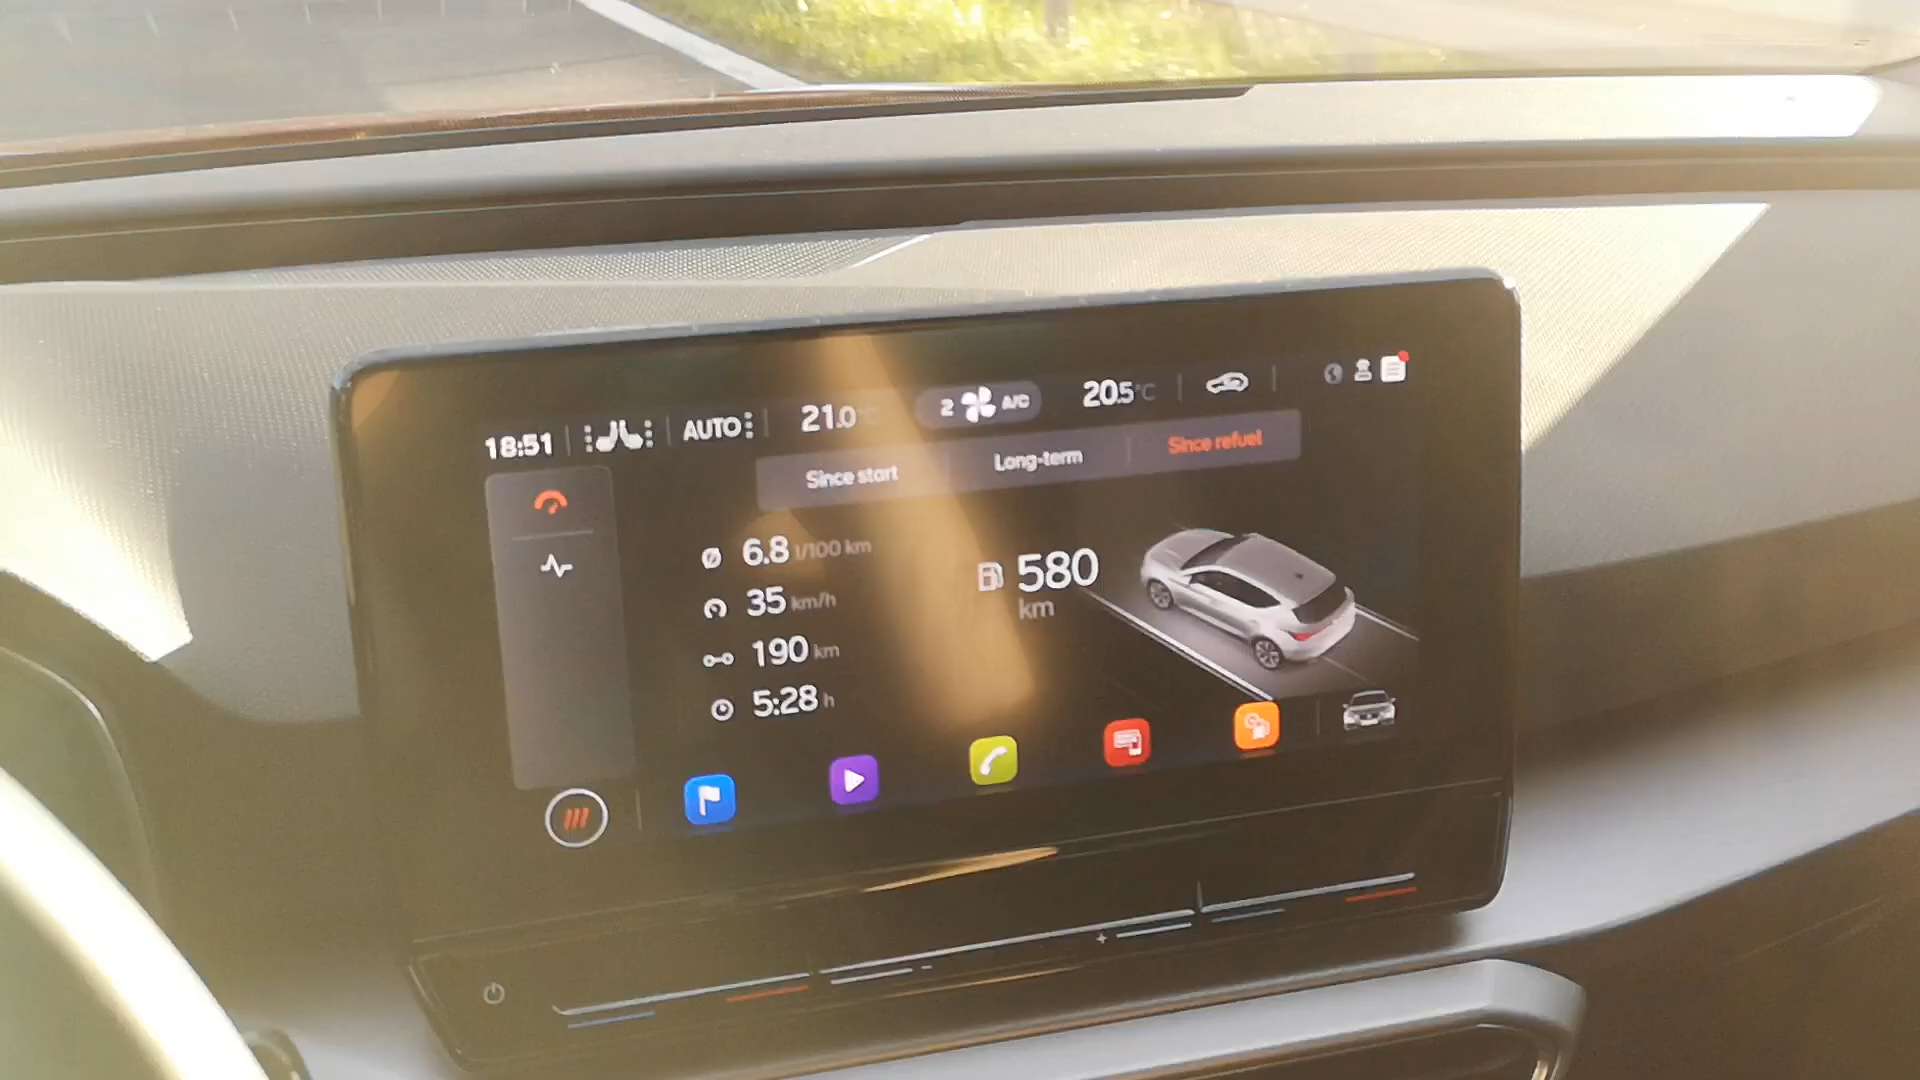 18:51 AUTO 21.0°C 2 A/C 20.5°C
Since start Long-term Since refuel
6.8 l/100 km
35 km/h
190 km
5:28 h
580
km